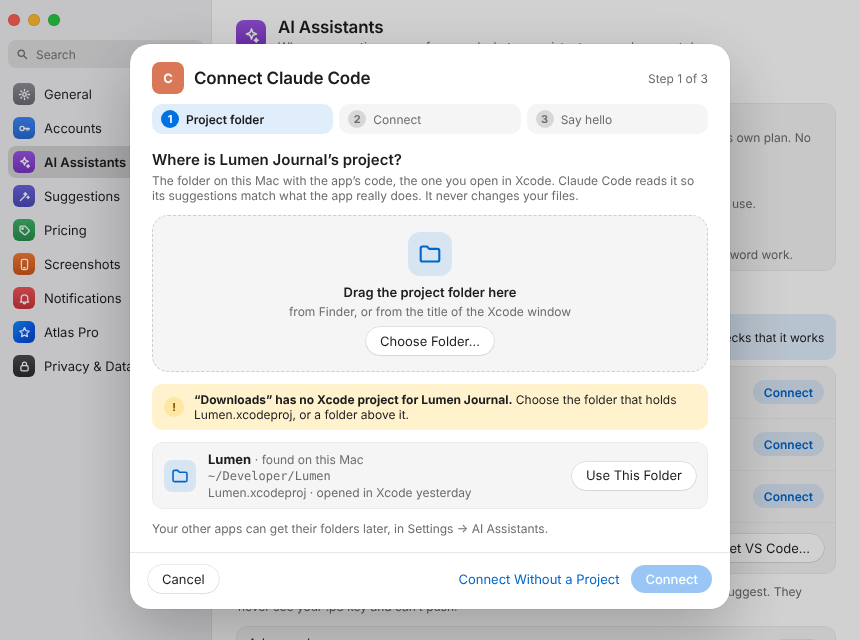 Search
General
Accounts
AI Assistants
Suggestions
Pricing
Screenshots
Notifications
Atlas Pro
Privacy & Data
AI Assistants
C
Connect Claude Code
Step 1 of 3
1 Project folder
2 Connect
3 Say hello
Where is Lumen Journal’s project?
The folder on this Mac with the app’s code, the one you open in Xcode. Claude Code reads it so
its suggestions match what the app really does. It never changes your files.
Drag the project folder here
from Finder, or from the title of the Xcode window
Choose Folder...
! “Downloads” has no Xcode project for Lumen Journal. Choose the folder that holds
Lumen.xcodeproj, or a folder above it.
Lumen · found on this Mac
~/Developer/Lumen
Lumen.xcodeproj · opened in Xcode yesterday
Use This Folder
Your other apps can get their folders later, in Settings → AI Assistants.
Cancel
Connect Without a Project
Connect
own plan. No
use.
word work.
that it works
Connect
Connect
Connect
VS Code...
They